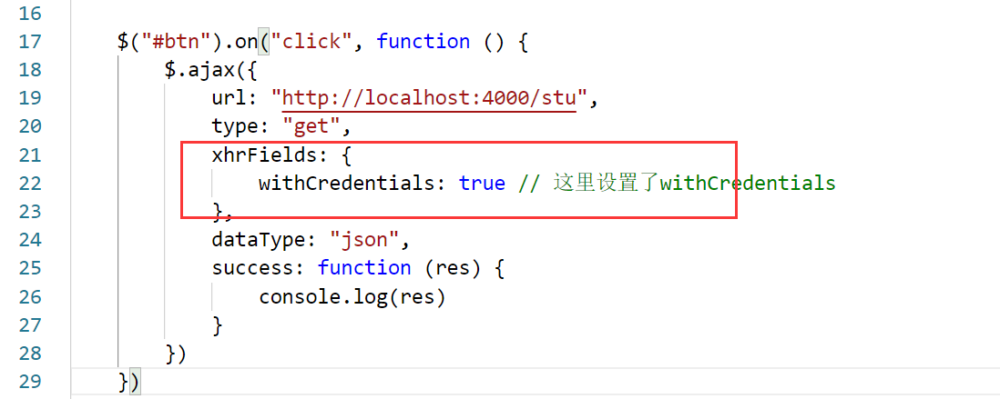 16
17 $("#btn").on("click", function () {
18 $.ajax({
19 url: "http://localhost:4000/stu",
20 type: "get",
21 xhrFields: {
22 withCredentials: true // 这里设置了withCredentials
23 },
24 dataType: "json",
25 success: function (res) {
26 console.log(res)
27 }
28 })
29 })